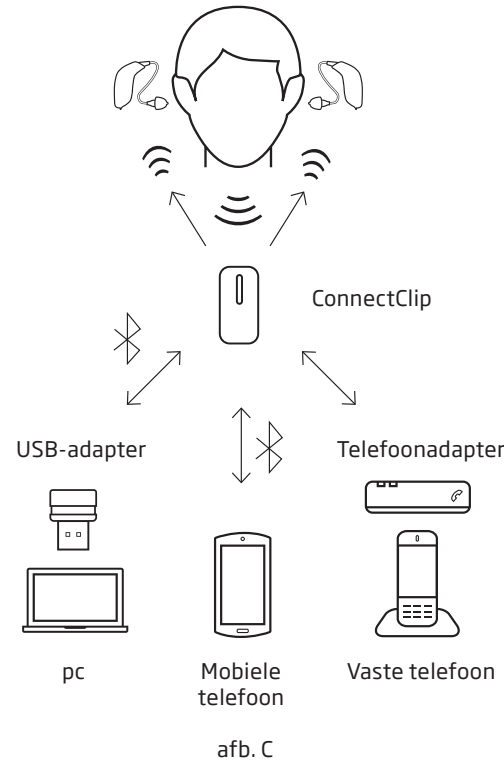 ConnectClip
USB-adapter
Telefoonadapter
pc
Mobiele
telefoon
Vaste telefoon
afb. C